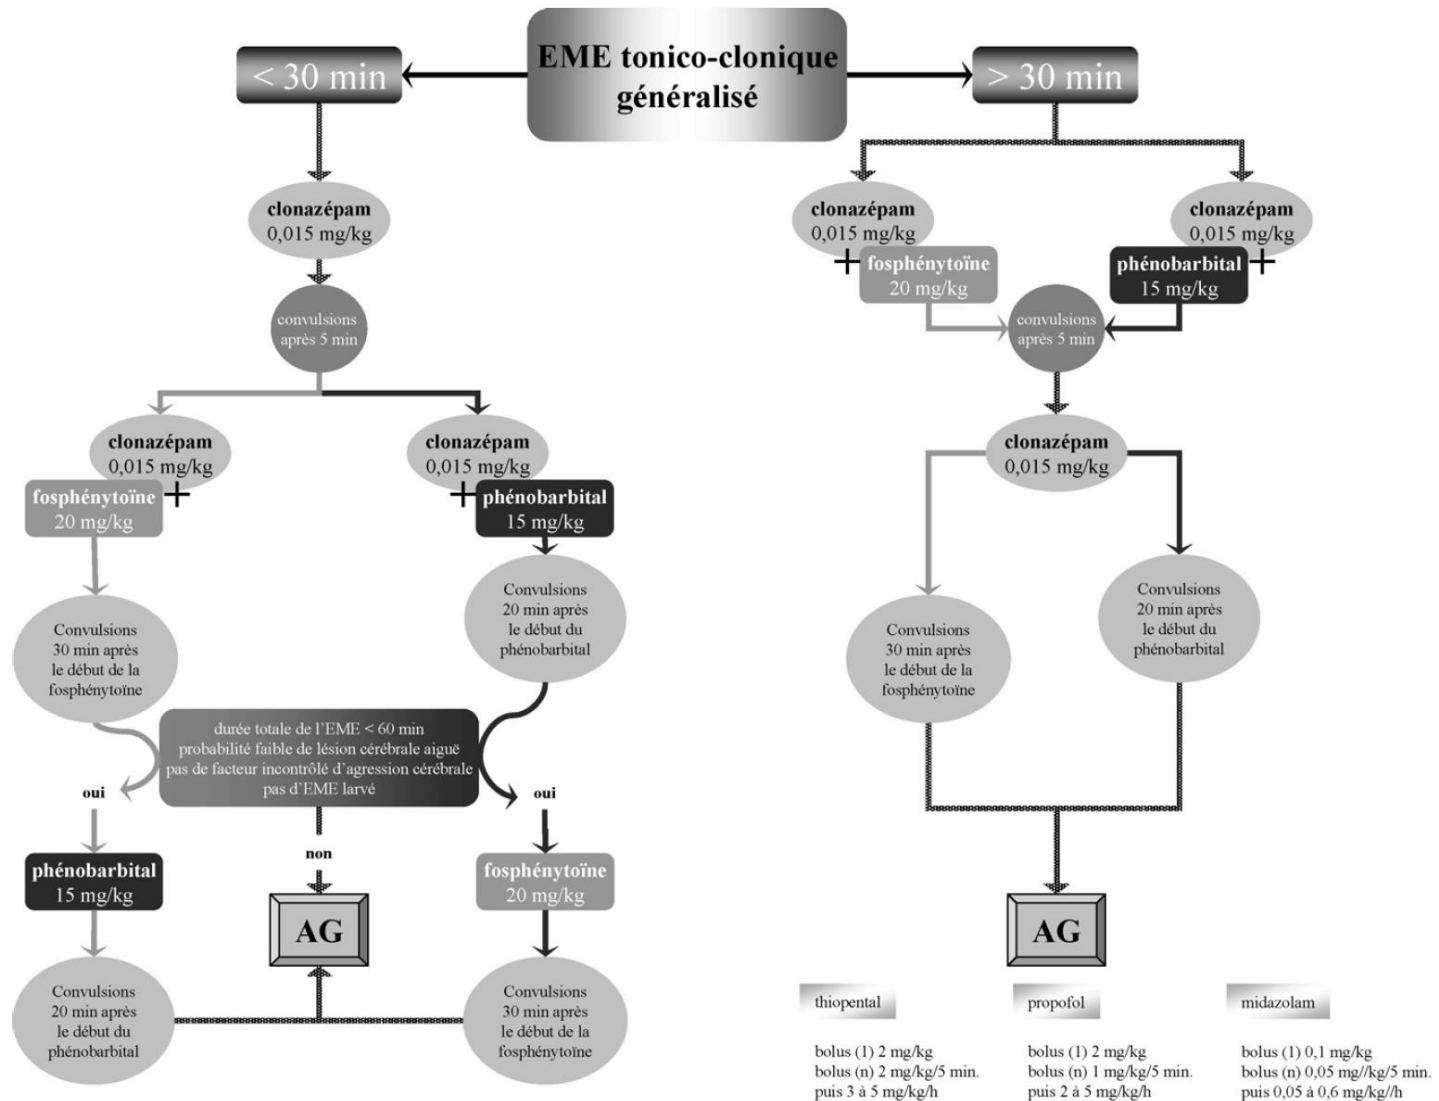 EME tonico-clonique
généralisé
< 30 min
> 30 min
clonazépam
0,015 mg/kg
convulsions
après 5 min
clonazépam
0,015 mg/kg
+
fosphénytoïne
20 mg/kg
clonazépam
0,015 mg/kg
+
phénobarbital
15 mg/kg
Convulsions
30 min après
le début de la
fosphénytoïne
Convulsions
20 min après
le début du
phénobarbital
durée totale de l'EME < 60 min
probabilité faible de lésion cérébrale aiguë
pas de facteur incontrôlé d'agression cérébrale
pas d'EME larvé
oui
oui
non
phénobarbital
15 mg/kg
fosphénytoïne
20 mg/kg
AG
Convulsions
20 min après
le début du
phénobarbital
Convulsions
30 min après
le début de la
fosphénytoïne
clonazépam
0,015 mg/kg
+
fosphénytoïne
20 mg/kg
clonazépam
0,015 mg/kg
+
phénobarbital
15 mg/kg
convulsions
après 5 min
clonazépam
0,015 mg/kg
Convulsions
30 min après
le début de la
fosphénytoïne
Convulsions
20 min après
le début du
phénobarbital
AG
thiopental
bolus (1) 2 mg/kg
bolus (n) 2 mg/kg/5 min.
puis 3 à 5 mg/kg/h
propofol
bolus (1) 2 mg/kg
bolus (n) 1 mg/kg/5 min.
puis 2 à 5 mg/kg/h
midazolam
bolus (1) 0,1 mg/kg
bolus (n) 0,05 mg//kg/5 min.
puis 0,05 à 0,6 mg/kg//h